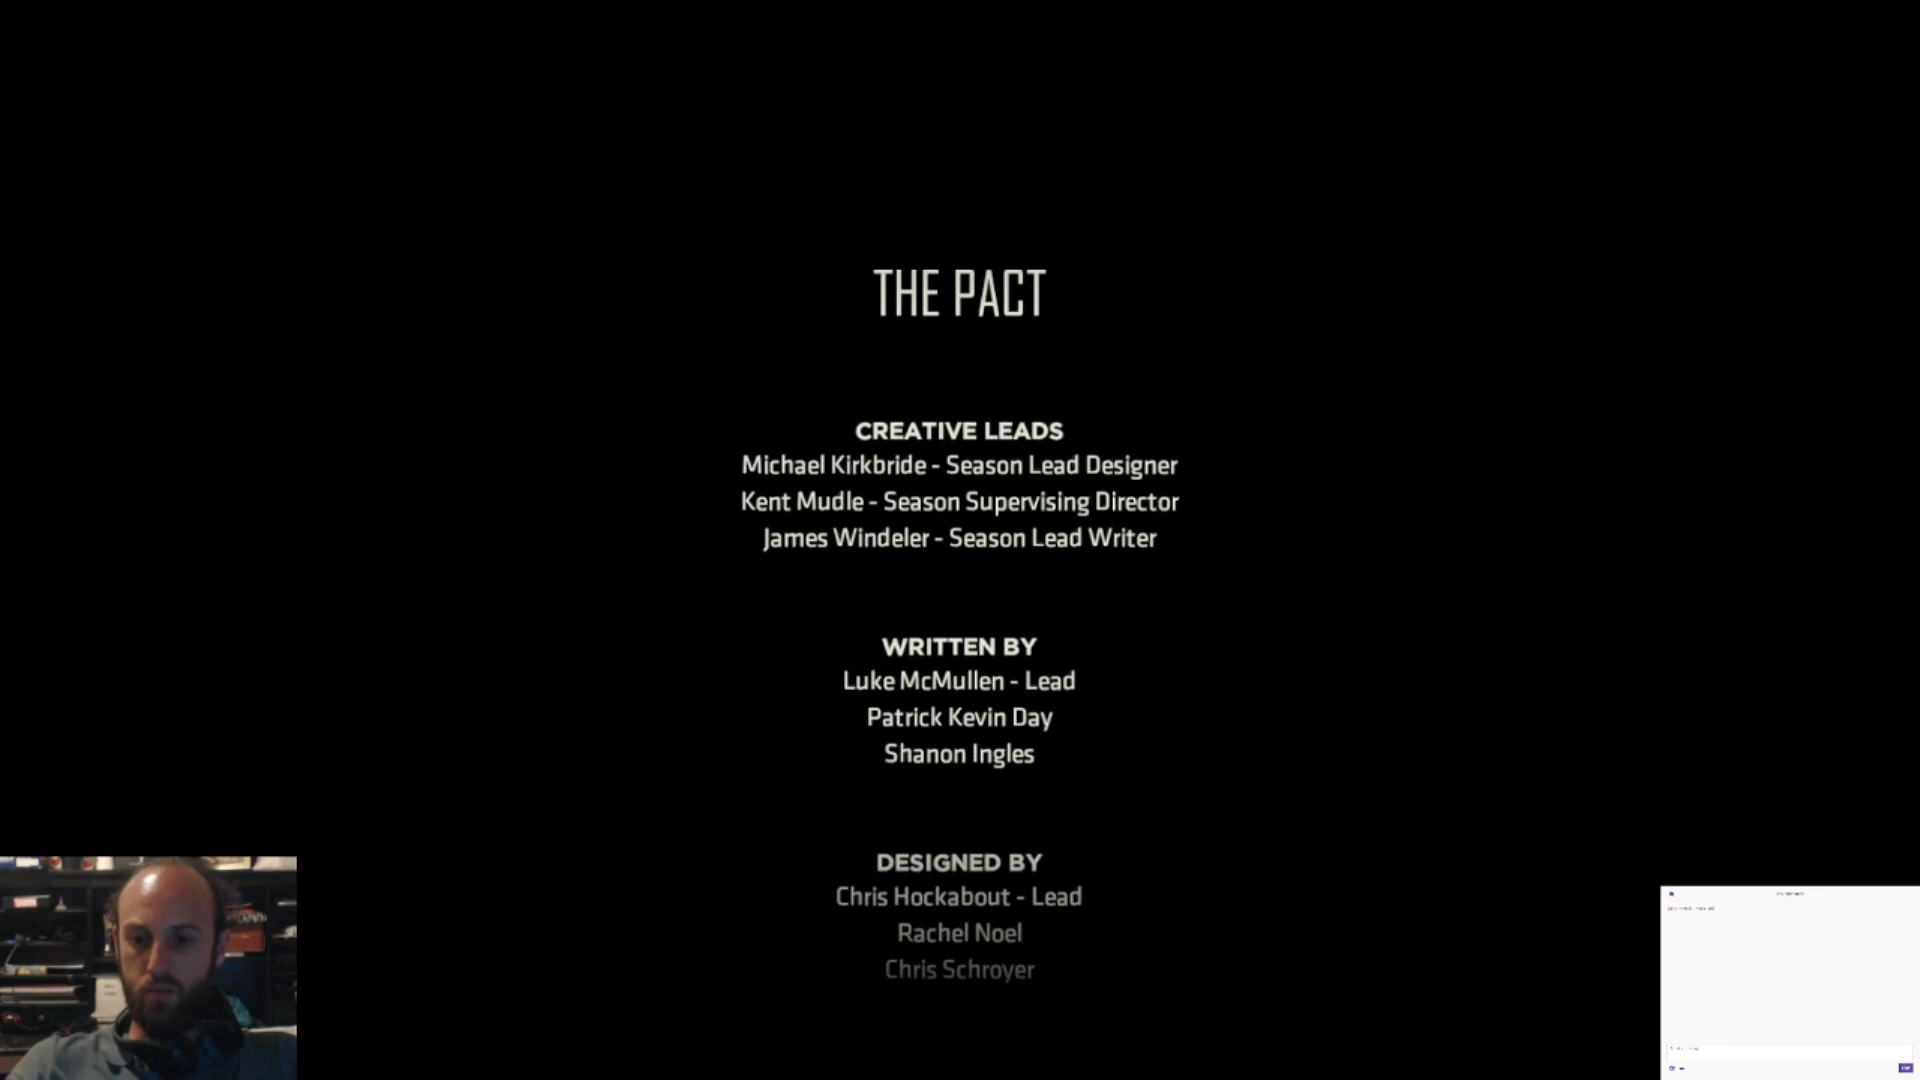 THE PACT
CREATIVE LEADS
Michael Kirkbride - Season Lead Designer
Kent Mudle - Season Supervising Director
James Windeler - Season Lead Writer
WRITTEN BY
Luke McMullen - Lead
Patrick Kevin Day
Shanon Ingles
DESIGNED BY
Chris Hockabout - Lead
Rachel Noel
Chris Schroyer